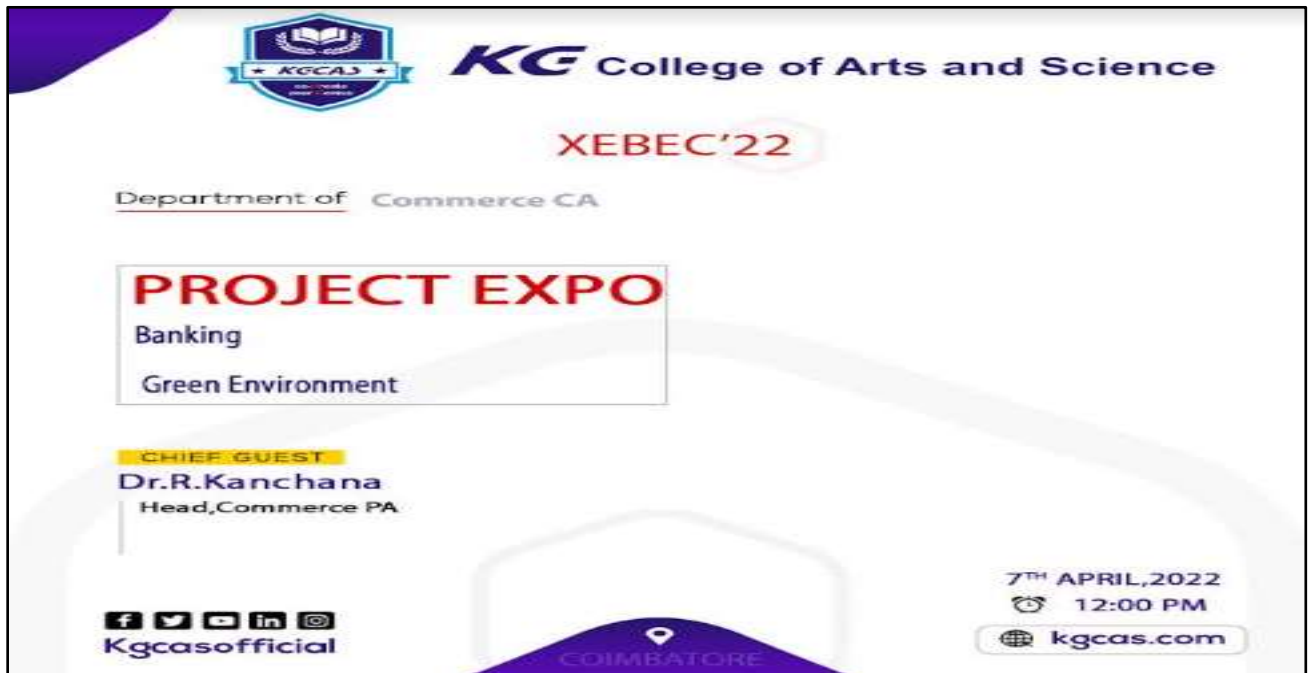 KGCAS
KG College of Arts and Science
XEBEC'22
Department of Commerce CA
PROJECT EXPO
Banking
Green Environment
CHIEF GUEST
Dr.R.Kanchana
Head,Commerce PA
7TH APRIL,2022
12:00 PM
kgcas.com
Kgcasofficial
COIMBATORE